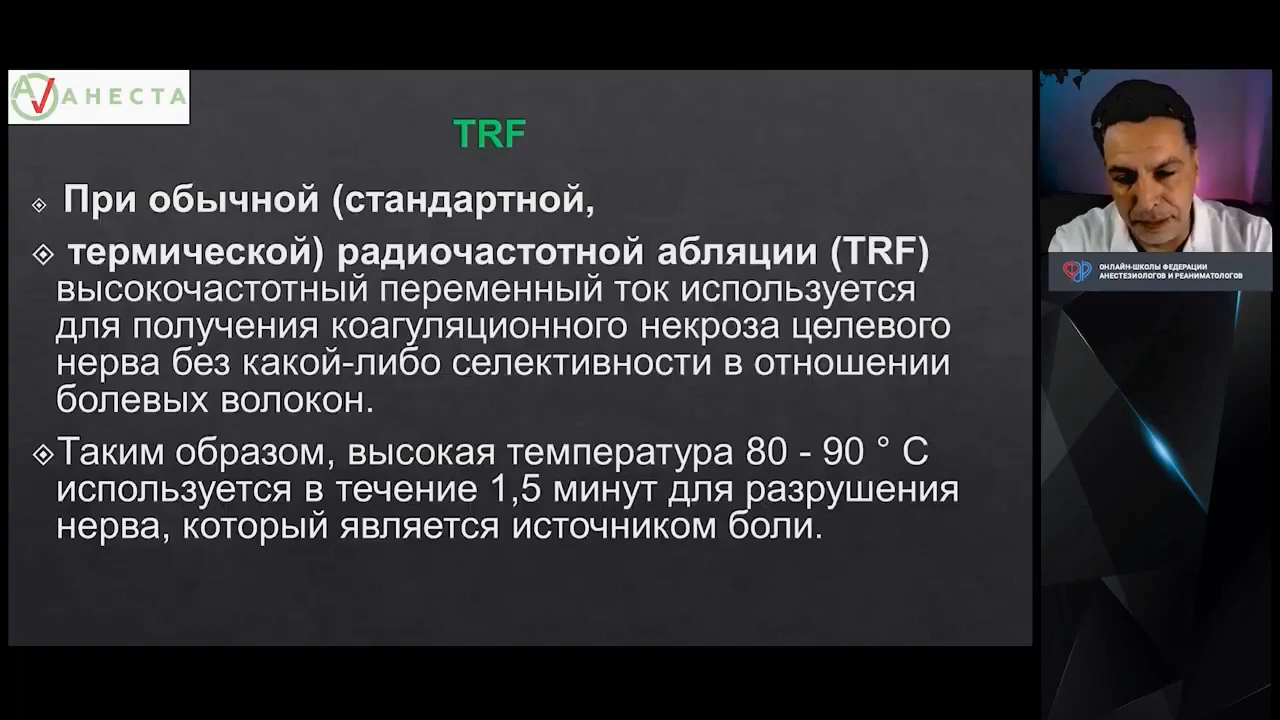 АНЕСТА
TRF
При обычной (стандартной,
термической) радиочастотной абляции (TRF)
высокочастотный переменный ток используется
для получения коагуляционного некроза целевого
нерва без какой-либо селективности в отношении
болевых волокон.
Таким образом, высокая температура 80 - 90 ° С
используется в течение 1,5 минут для разрушения
нерва, который является источником боли.
ОНЛАЙН-ШКОЛЫ ФЕДЕРАЦИИ
АНЕСТЕЗИОЛОГОВ И РЕАНИМАТОЛОГОВ